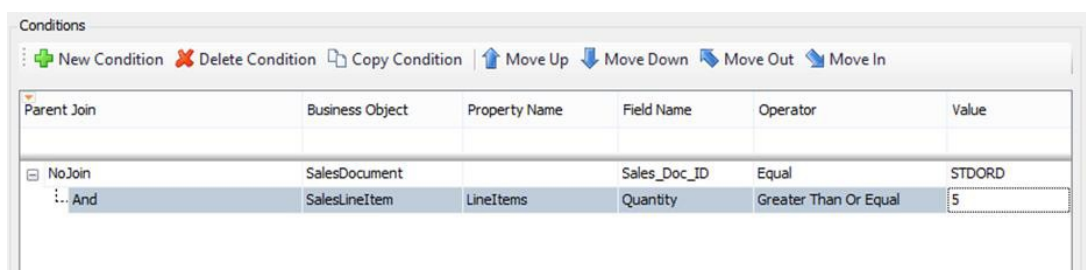 Conditions
New Condition Delete Condition Copy Condition Move Up Move Down Move Out Move In
Parent Join Business Object Property Name Field Name Operator Value
NoJoin SalesDocument Sales_Doc_ID Equal STDORD
And SalesLineItem LineItems Quantity Greater Than Or Equal 5